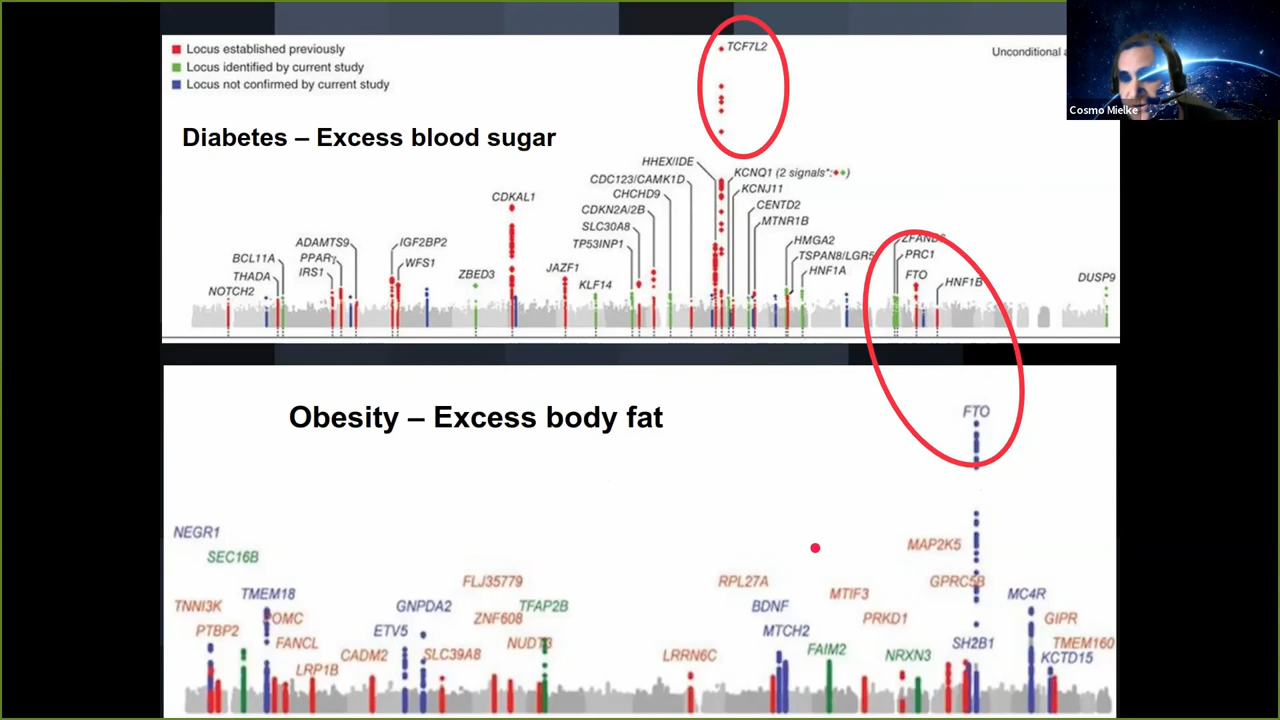 Locus established previously
Locus identified by current study
Locus not confirmed by current study
Diabetes – Excess blood sugar
TCF7L2
Unconditional
Cosmo Mielke
HHEX/IDE
KCNQ1 (2 signals*: )
CDC123/CAMK1D
KCNJ11
CHCHD9
CENTD2
CDKN2A/2B
MTNR1B
CDKAL1
SLC30A8
HMGA2
ZFAND6
ADAMTS9
IGF2BP2
TP53INP1
TSPAN8/LGR5
PRC1
BCL11A
PPARγ
WFS1
JAZF1
HNF1A
THADA
IRS1
ZBED3
FTO
DUSP9
NOTCH2
KLF14
HNF1B
Obesity – Excess body fat
FTO
NEGR1
SEC16B
MAP2K5
FLJ35779
RPL27A
GPRC5B
TMEM18
MTIF3
MC4R
TNNI3K
GNPDA2
TFAP2B
BDNF
POMC
ZNF608
PRKD1
GIPR
PTBP2
ETV5
MTCH2
FANCL
NUDT3
SH2B1
TMEM160
CADM2
SLC39A8
LRRN6C
FAIM2
NRXN3
KCTD15
LRP1B